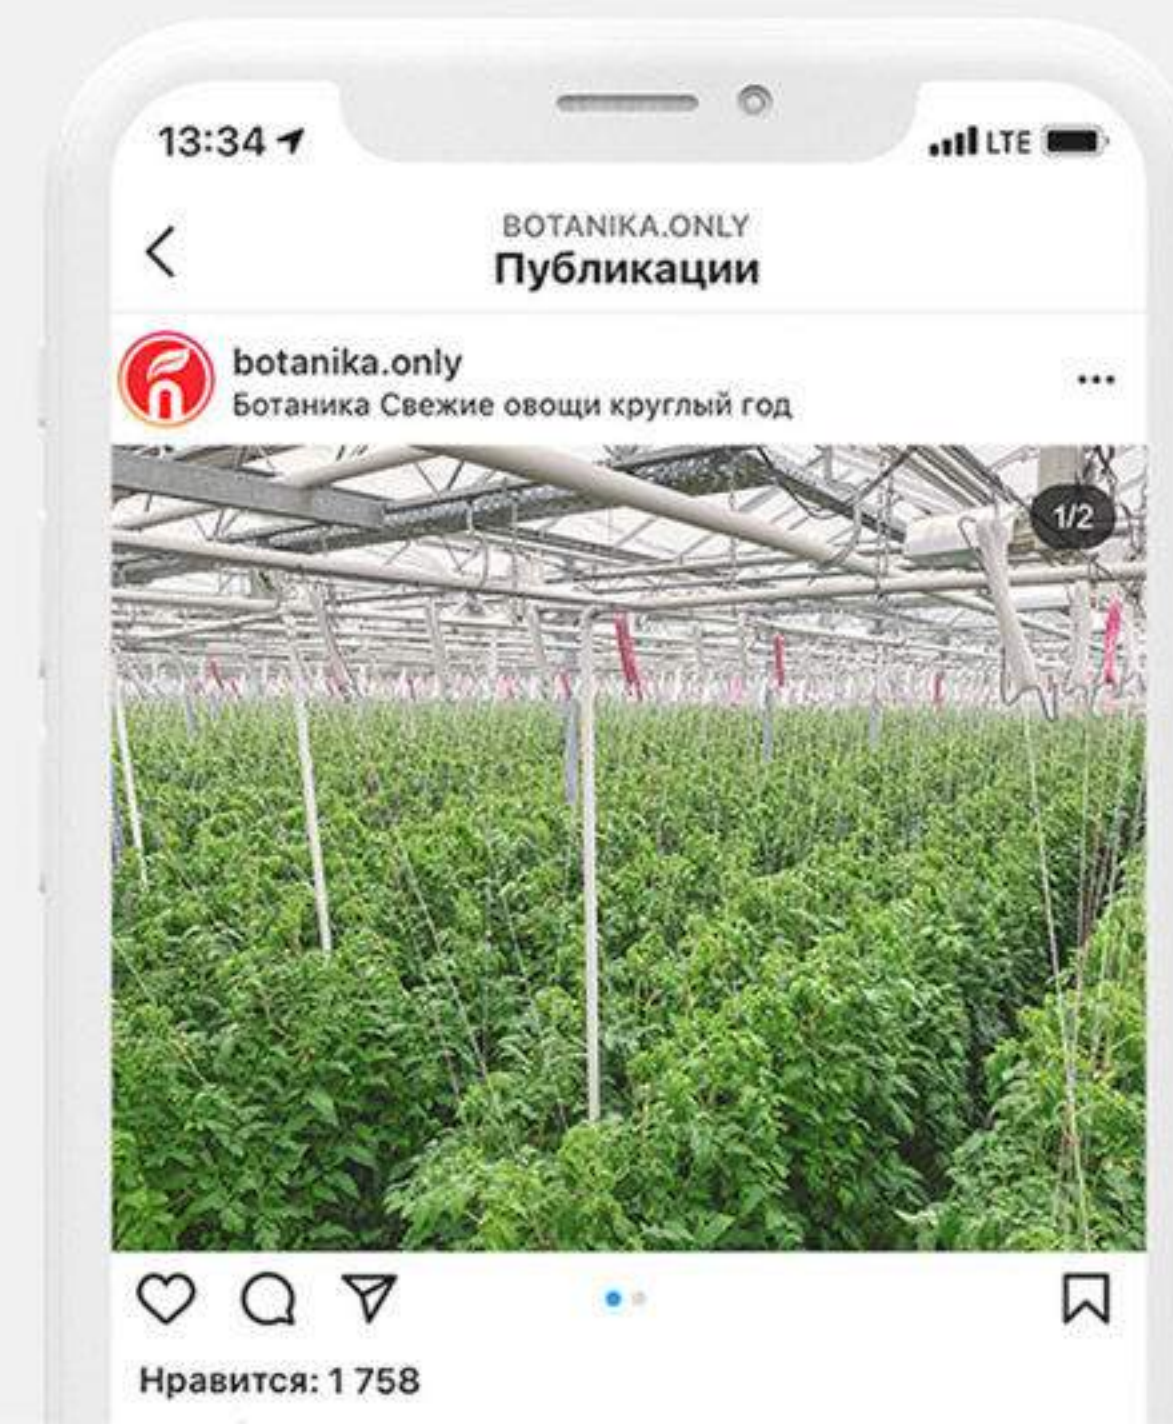 13:34
LTE
BOTANIKA.ONLY
Публикации
botanika.only
Ботаника Свежие овощи круглый год
1/2
Нравится: 1 758